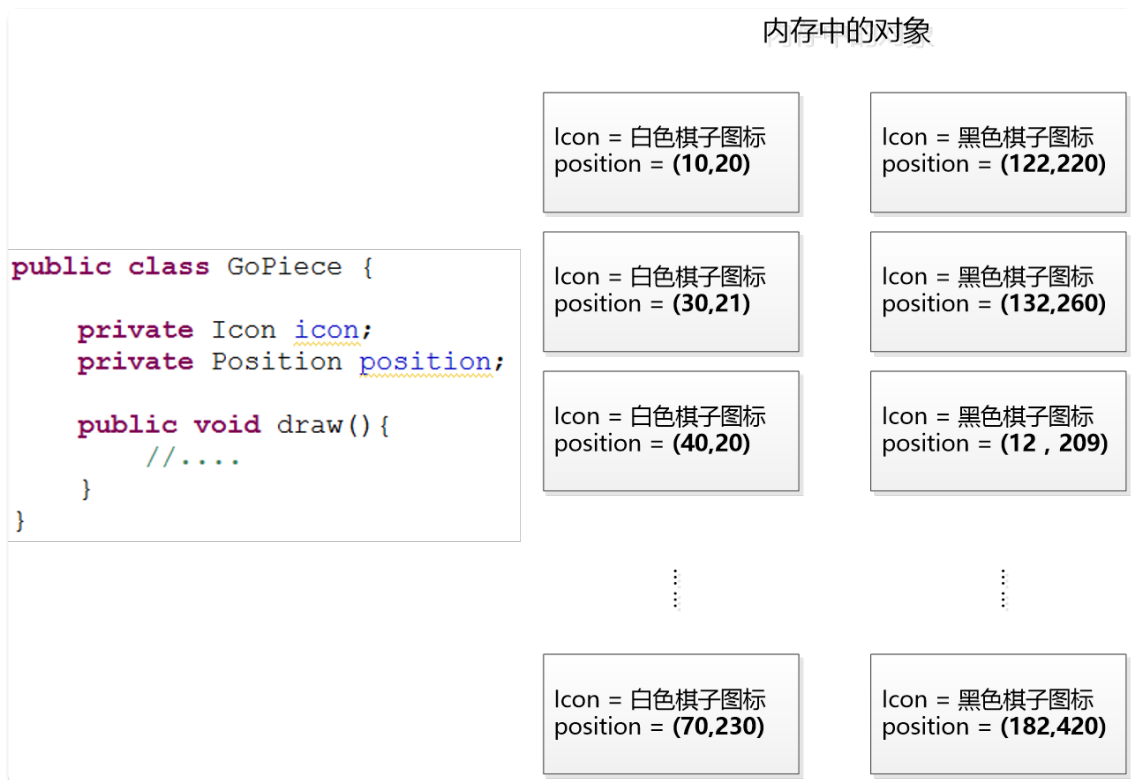 内存中的对象
public class GoPiece {
private Icon icon;
private Position position;
public void draw(){
//....
}
}
Icon = 白色棋子图标
position = (10,20)
Icon = 黑色棋子图标
position = (122,220)
Icon = 白色棋子图标
position = (30,21)
Icon = 黑色棋子图标
position = (132,260)
Icon = 白色棋子图标
position = (40,20)
Icon = 黑色棋子图标
position = (12 , 209)
Icon = 白色棋子图标
position = (70,230)
Icon = 黑色棋子图标
position = (182,420)